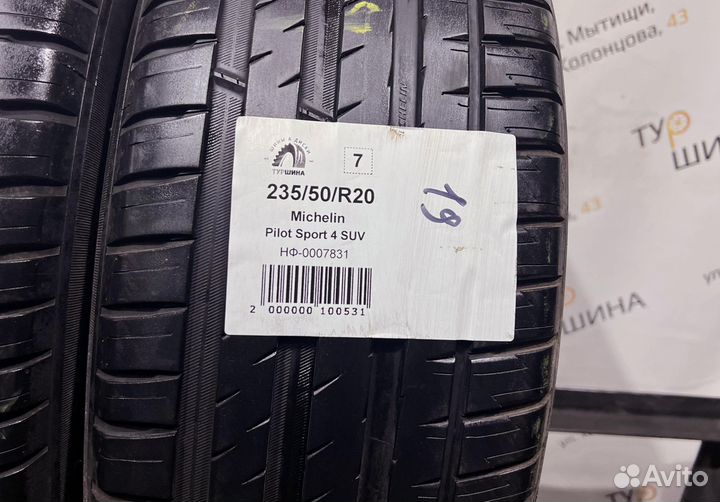 . Мытищи,
Колонцова, 43
ТУР
ШИНА
43
ШИНЫ & ДИСКИ
ТУРШИНА
7
235/50/R20
Michelin
Pilot Sport 4 SUV
НФ-0007831
2 000000 100531
19
ШИНА
Avito